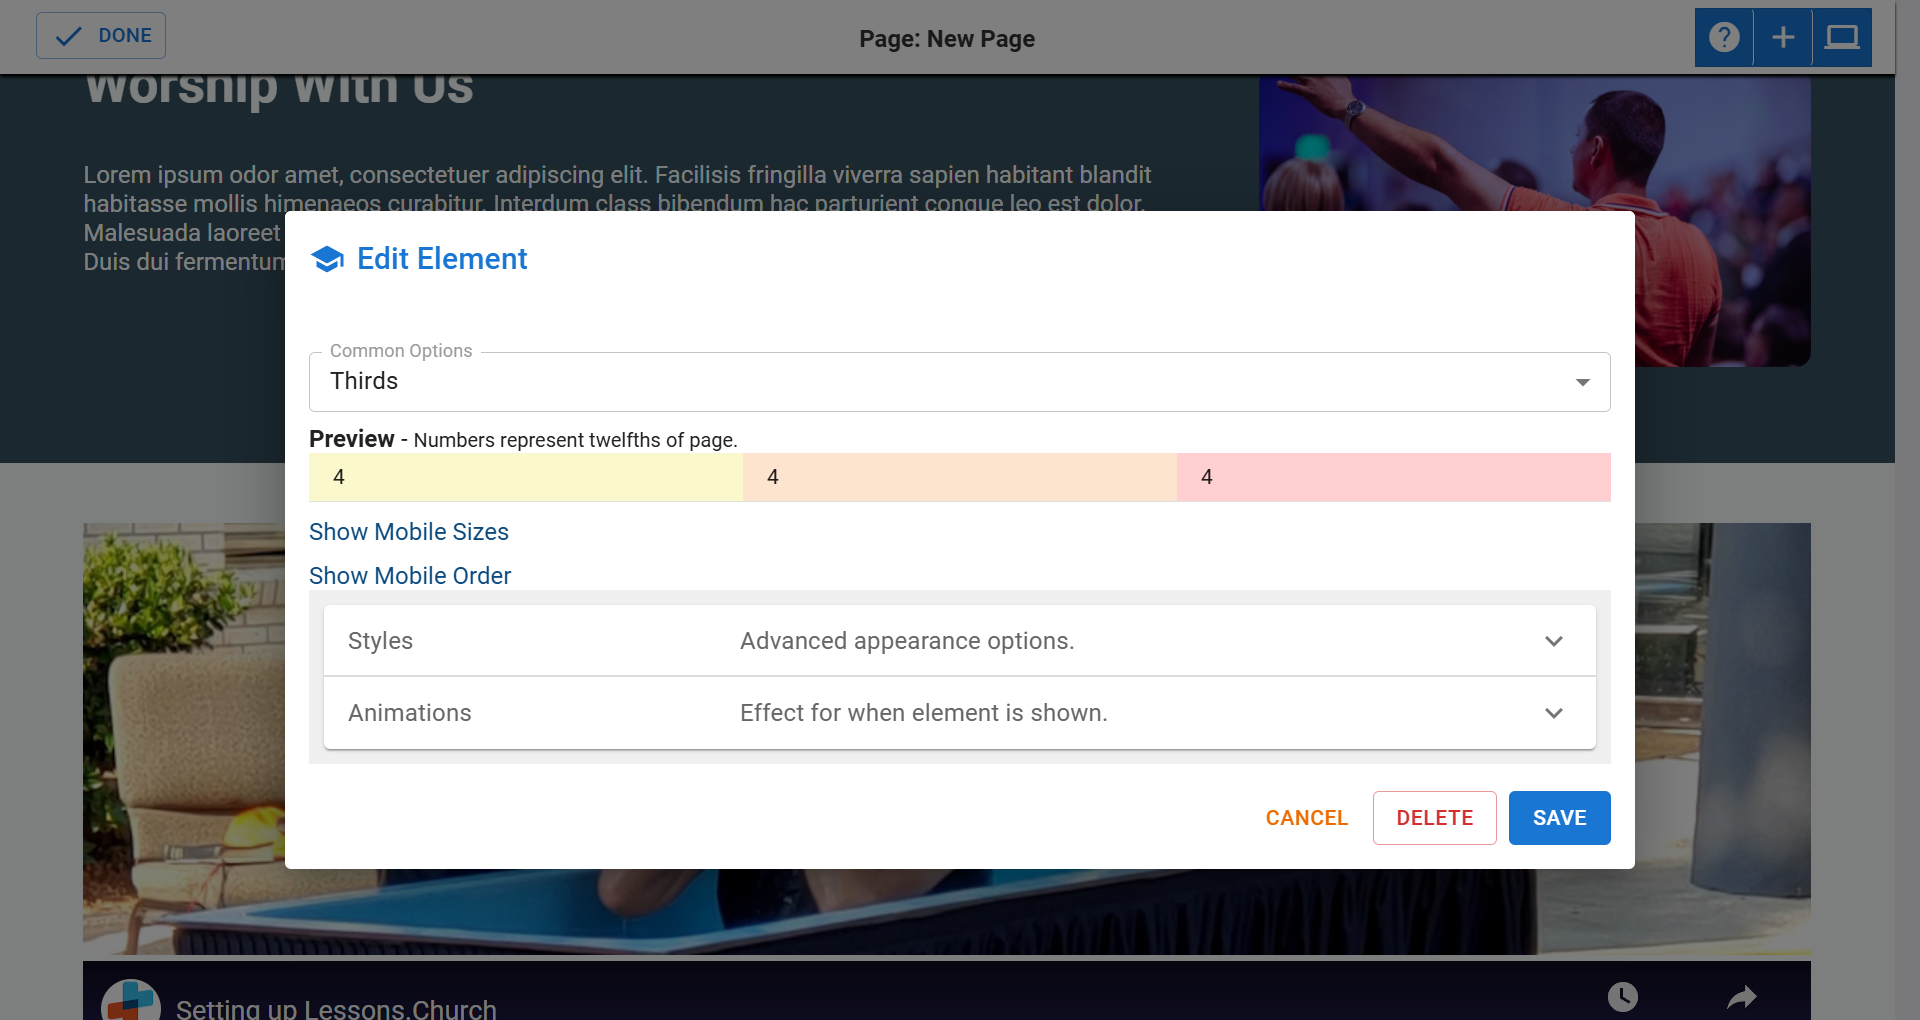 DONE
Page: New Page
Worship With Us
Lorem ipsum odor amet, consectetuer adipiscing elit. Facilisis fringilla viverra sapien habitant blandit
habitasse mollis himenaeos curabitur. Interdum class bibendum hac parturient congue leo est dolor.
Malesuada laoreet
Duis dui fermentum
Edit Element
Common Options
Thirds
Preview - Numbers represent twelfths of page.
4 4 4
Show Mobile Sizes
Show Mobile Order
Styles Advanced appearance options.
Animations Effect for when element is shown.
CANCEL DELETE SAVE
Setting up Lessons.Church